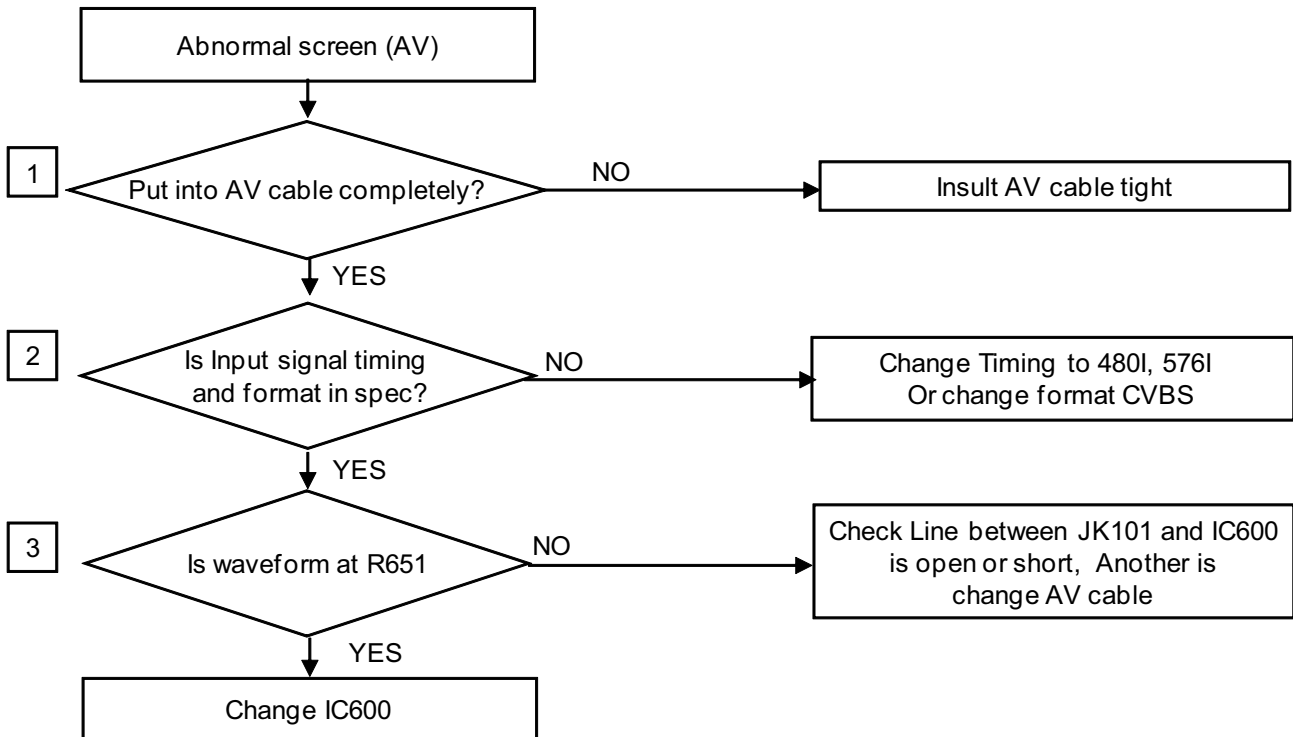 Abnormal screen (AV)
1
Put into AV cable completely?
NO
Insult AV cable tight
YES
2
Is Input signal timing
and format in spec?
NO
Change Timing to 480I, 576I
Or change format CVBS
YES
3
Is waveform at R651
NO
Check Line between JK101 and IC600
is open or short, Another is
change AV cable
YES
Change IC600